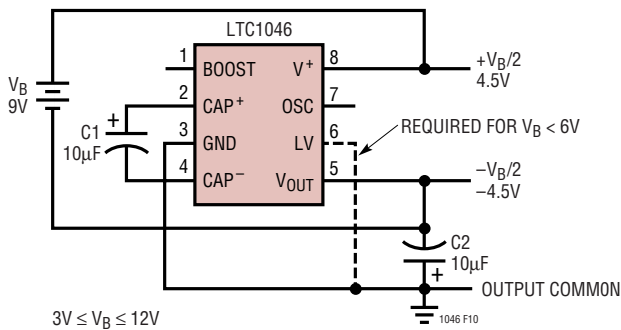 LTC1046
1
BOOST
V+
8
+VB/2
4.5V
VB
9V
2
CAP+
OSC
7
+
C1
10µF
3
GND
LV
6
REQUIRED FOR VB < 6V
4
CAP–
VOUT
5
–VB/2
–4.5V
C2
10µF
+
OUTPUT COMMON
3V ≤ VB ≤ 12V
1046 F10